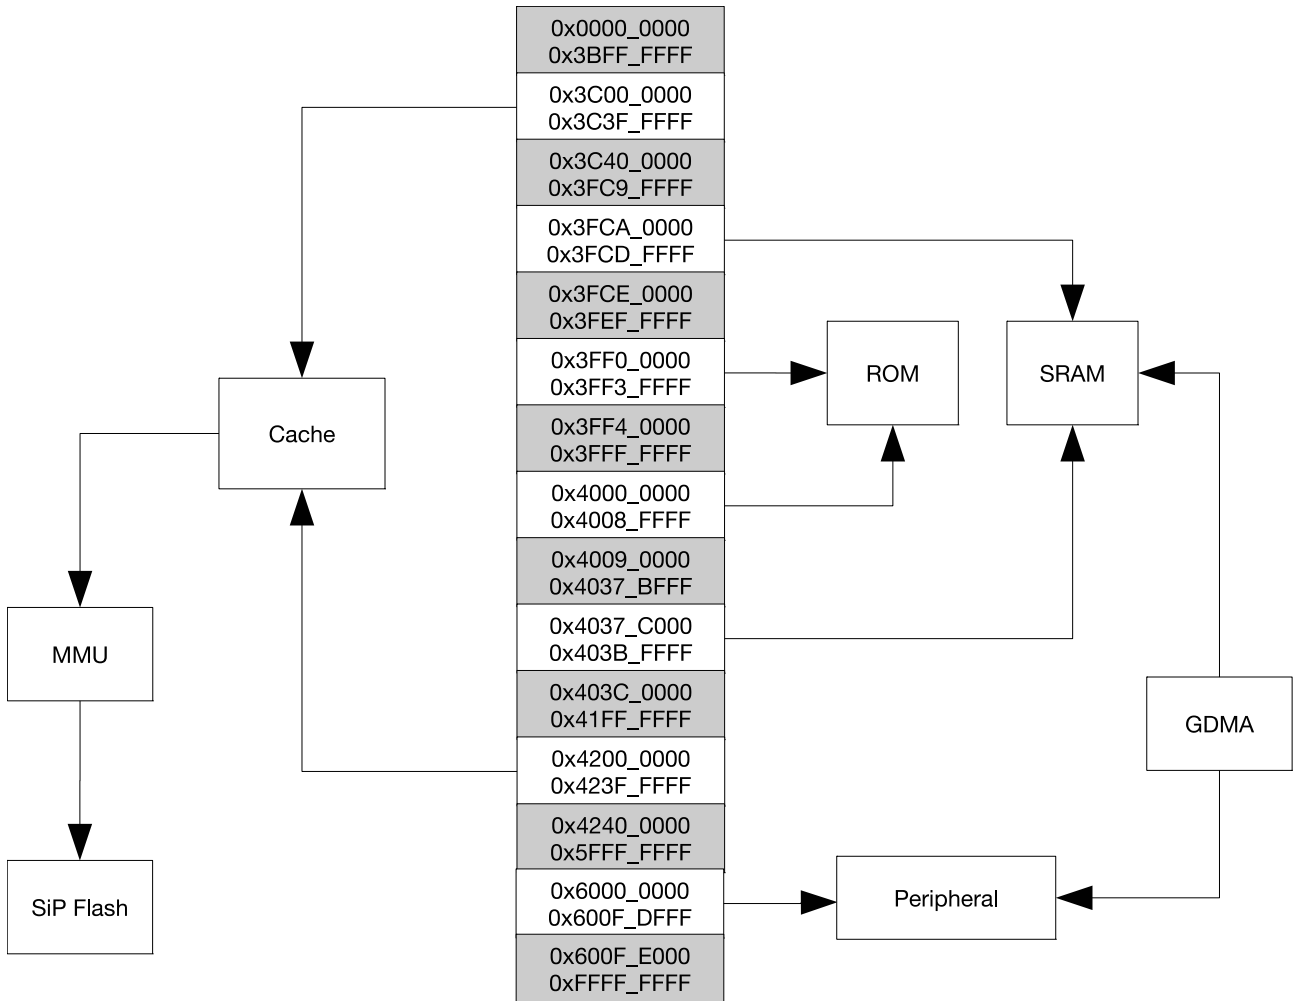 0x0000_0000
0x3BFF_FFFF
0x3C00_0000
0x3C3F_FFFF
0x3C40_0000
0x3FC9_FFFF
0x3FCA_0000
0x3FCD_FFFF
0x3FCE_0000
0x3FEF_FFFF
0x3FF0_0000
0x3FF3_FFFF
0x3FF4_0000
0x3FFF_FFFF
0x4000_0000
0x4008_FFFF
0x4009_0000
0x4037_BFFF
0x4037_C000
0x403B_FFFF
0x403C_0000
0x41FF_FFFF
0x4200_0000
0x423F_FFFF
0x4240_0000
0x5FFF_FFFF
0x6000_0000
0x600F_DFFF
0x600F_E000
0xFFFF_FFFF
Cache
MMU
SiP Flash
ROM
SRAM
GDMA
Peripheral